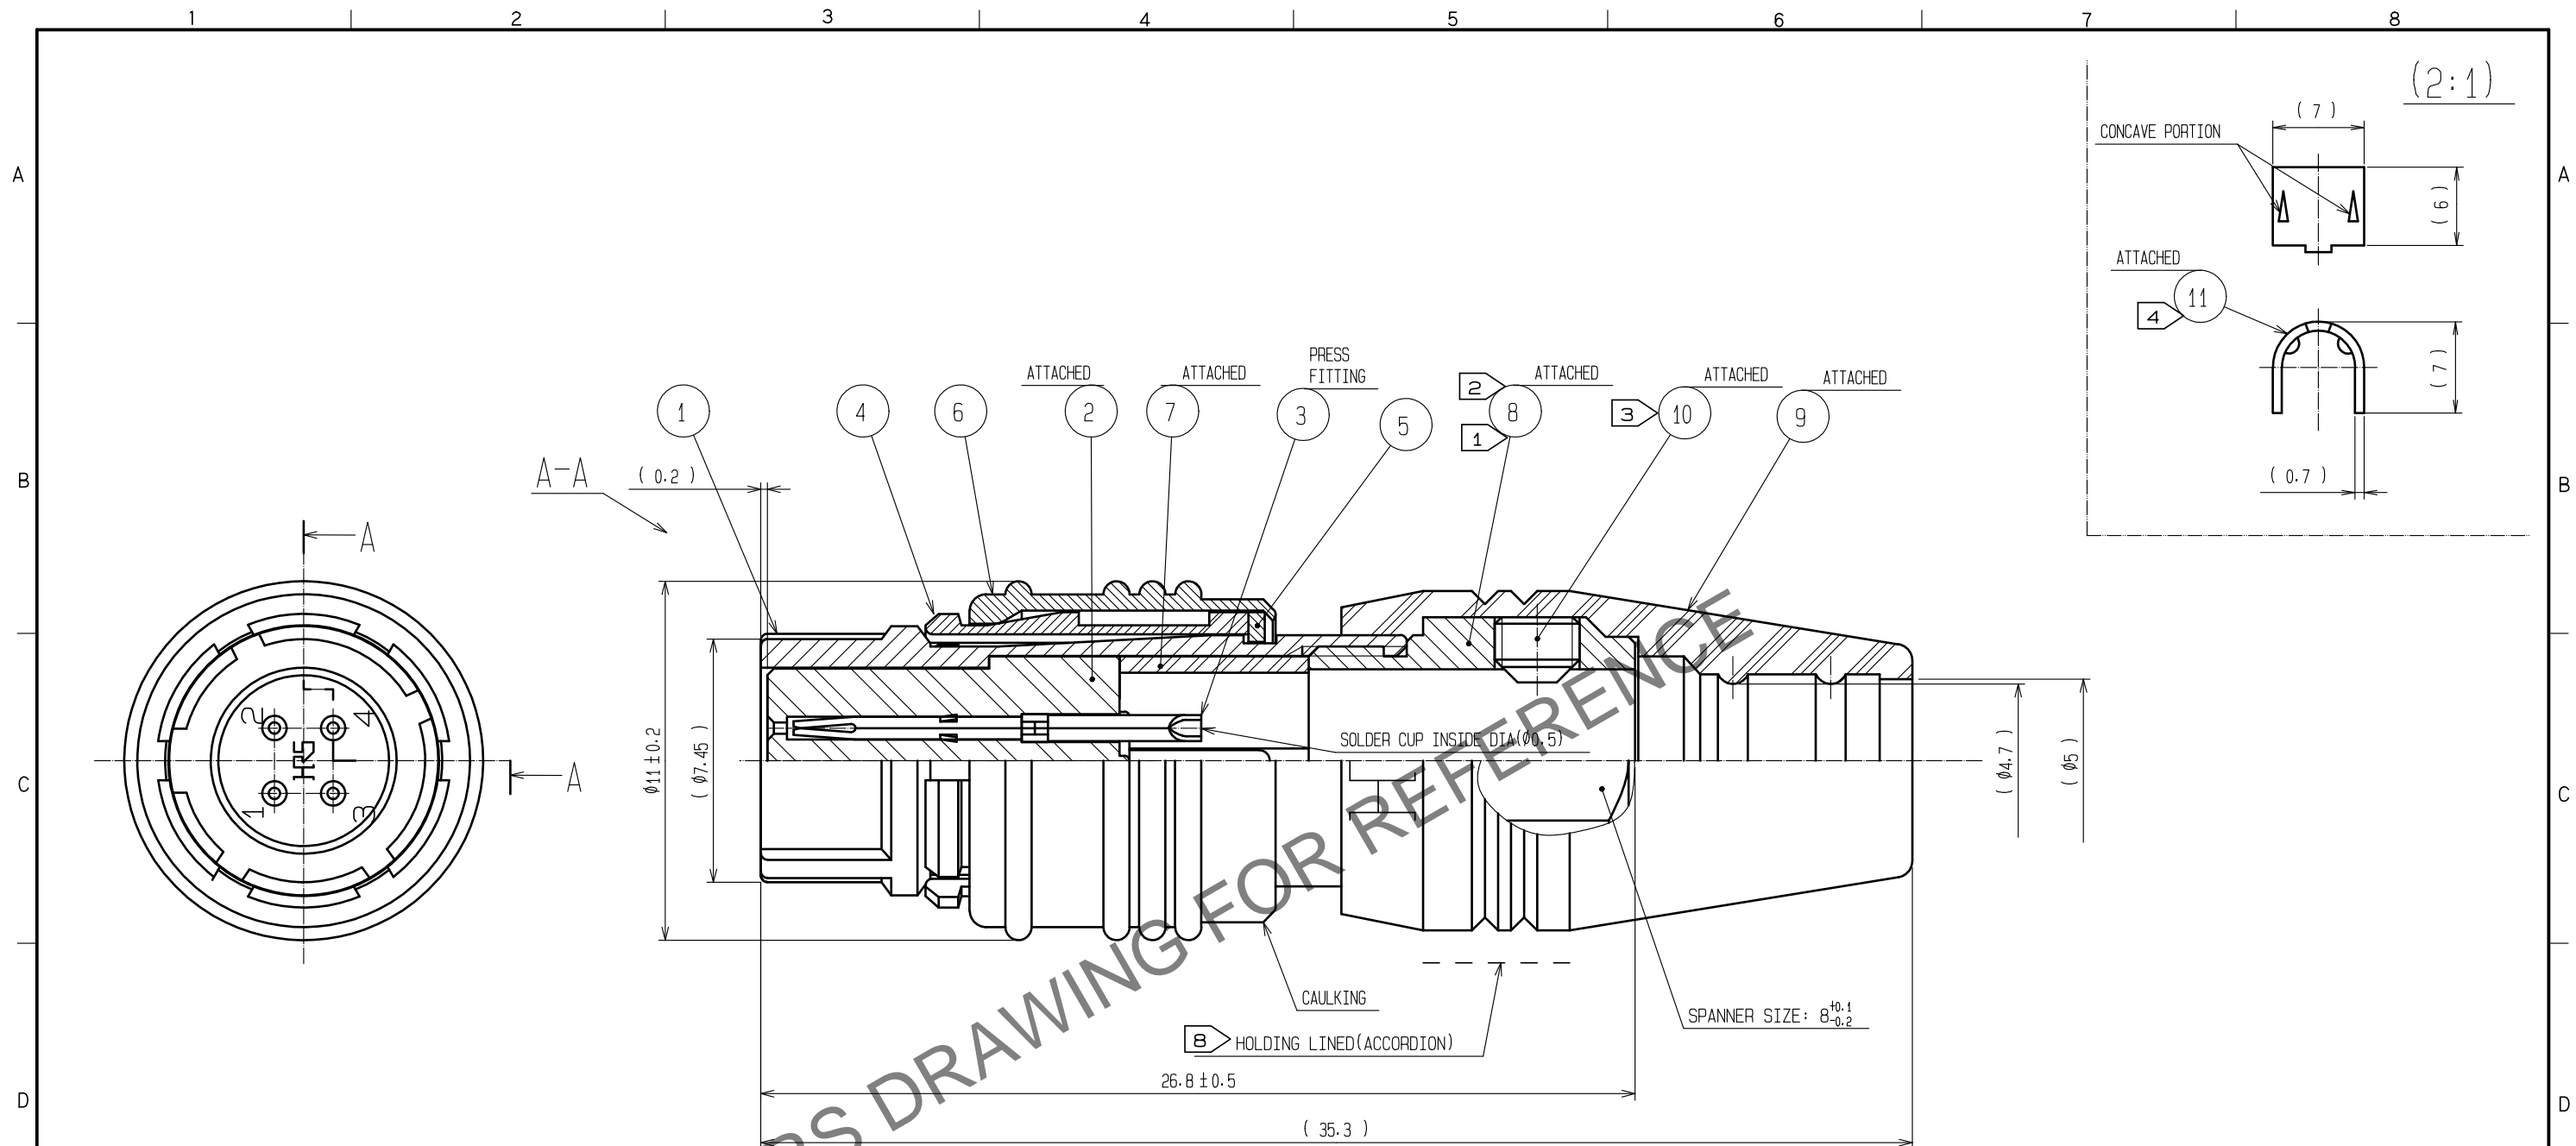 1 2 3 4 5 6 7 8
A
B
C
D
A
B
C
D
(2:1)
( 7 )
CONCAVE PORTION
( 6 )
ATTACHED
11
4
( 7 )
( 0.7 )
PRESS
FITTING
ATTACHED
ATTACHED
ATTACHED
ATTACHED
ATTACHED
1
4
6
2
7
3
5
2
1
8
3
10
9
A-A
( 0.2 )
A
A
2
4
1
3
HRS
Ø11±0.2
( Ø7.45 )
SOLDER CUP INSIDE DIA(Ø0.5)
( Ø4.7 )
( Ø5 )
CAULKING
8 HOLDING LINED(ACCORDION)
SPANNER SIZE: 8 +0.1 -0.2
26.8±0.5
( 35.3 )
RS DRAWING FOR REFERENCE